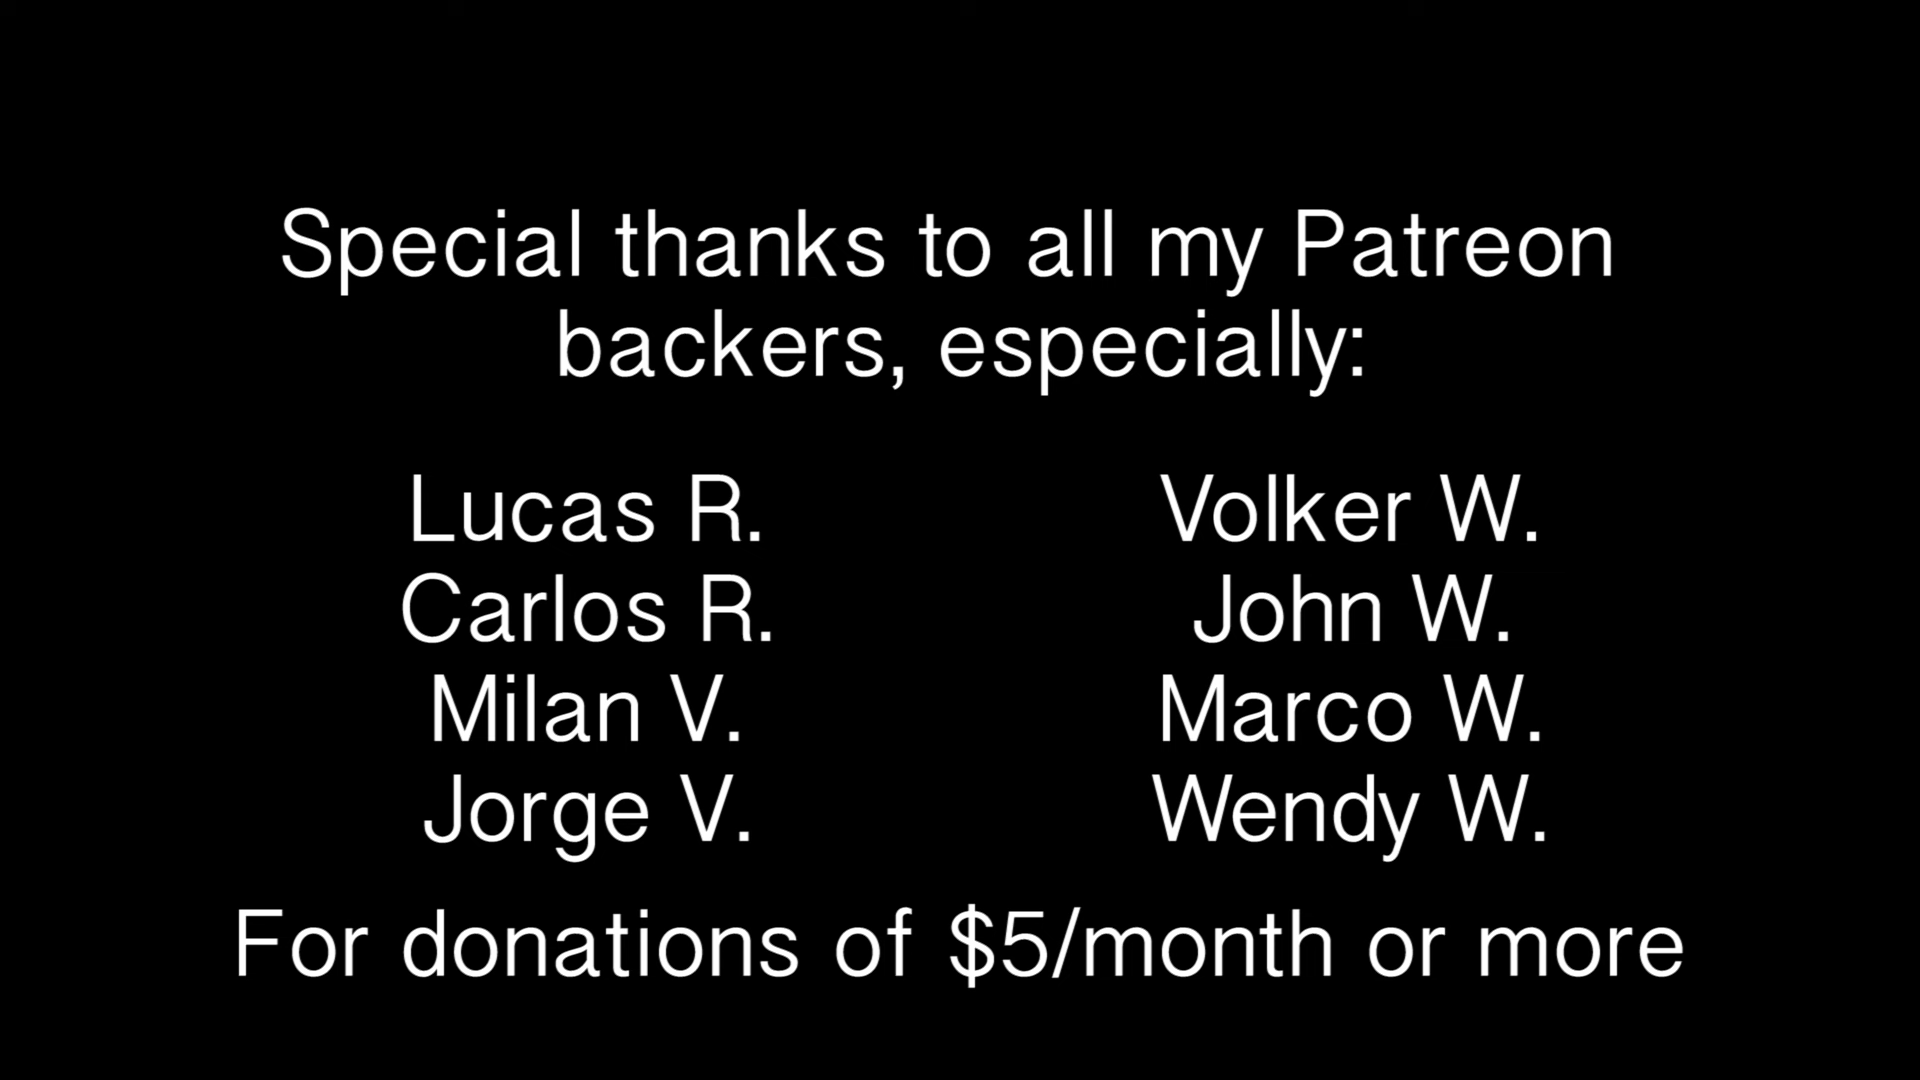 Special thanks to all my Patreon
backers, especially:
Lucas R.
Carlos R.
Milan V.
Jorge V.
Volker W.
John W.
Marco W.
Wendy W.
For donations of $5/month or more